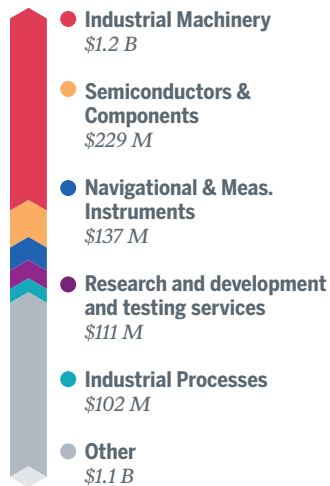 Industrial Machinery
$1.2 B
Semiconductors &
Components
$229 M
Navigational & Meas.
Instruments
$137 M
Research and development
and testing services
$111 M
Industrial Processes
$102 M
Other
$1.1 B